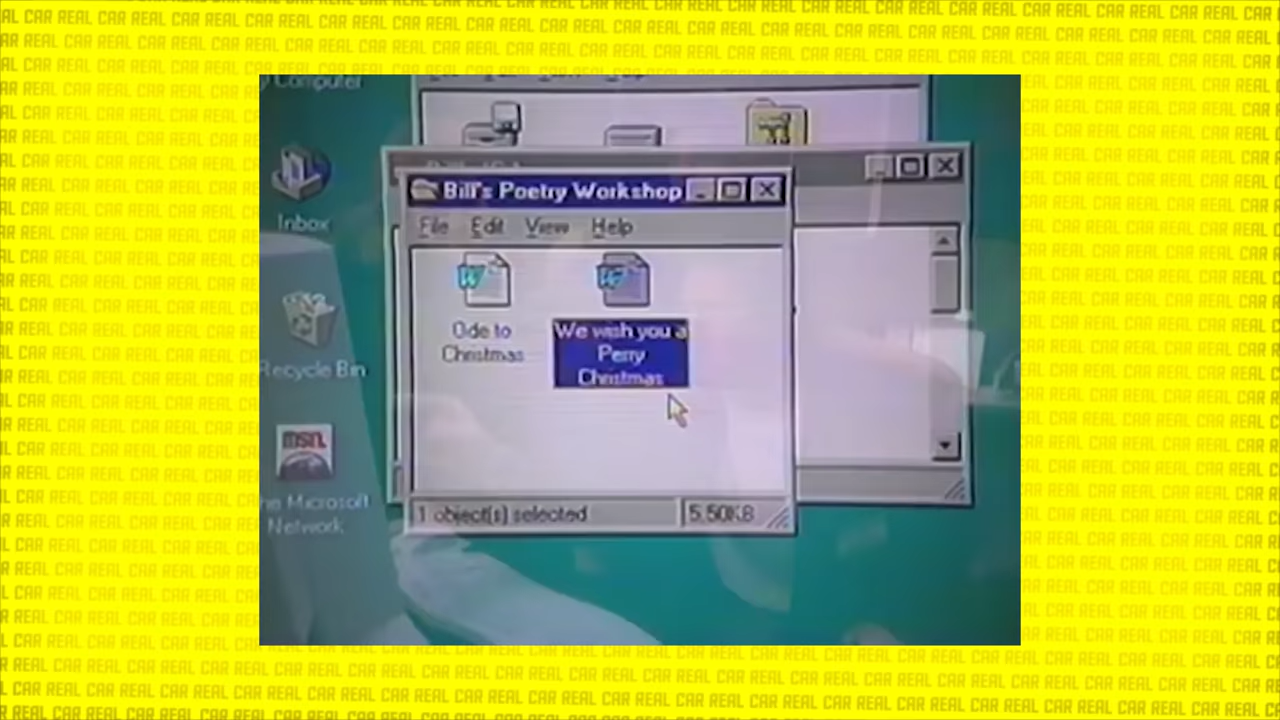 Computer
Inbox
Recycle Bin
msn
The Microsoft
Network
Bill's Poetry Workshop
File Edit View Help
Ode to
Christmas
We wish you a
Perry
Christmas
1 object(s) selected
5.50KB
CAR REAL CAR REAL CAR REAL CAR REAL